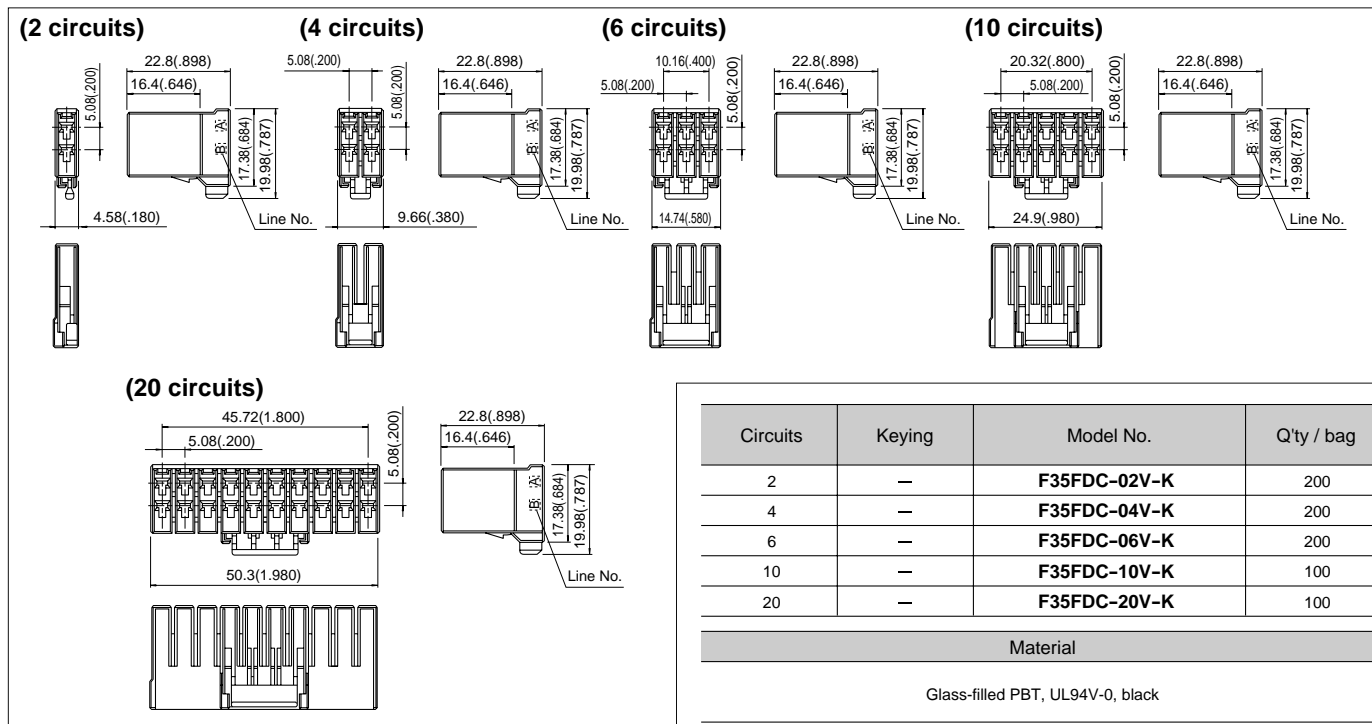 (2 circuits)
22.8(.898)
16.4(.646)
5.08(.200)
A
B
17.38(.684)
19.98(.787)
Line No.
4.58(.180)
(4 circuits)
5.08(.200)
22.8(.898)
16.4(.646)
5.08(.200)
A
B
17.38(.684)
19.98(.787)
Line No.
9.66(.380)
(6 circuits)
10.16(.400)
5.08(.200)
22.8(.898)
16.4(.646)
5.08(.200)
A
B
17.38(.684)
19.98(.787)
Line No.
14.74(.580)
(10 circuits)
20.32(.800)
5.08(.200)
22.8(.898)
16.4(.646)
5.08(.200)
A
B
17.38(.684)
19.98(.787)
Line No.
24.9(.980)
(20 circuits)
45.72(1.800)
5.08(.200)
22.8(.898)
16.4(.646)
5.08(.200)
A
B
17.38(.684)
19.98(.787)
Line No.
50.3(1.980)
Circuits Keying Model No. Q'ty / bag
2 – F35FDC-02V-K 200
4 – F35FDC-04V-K 200
6 – F35FDC-06V-K 200
10 – F35FDC-10V-K 100
20 – F35FDC-20V-K 100
Material
Glass-filled PBT, UL94V-0, black